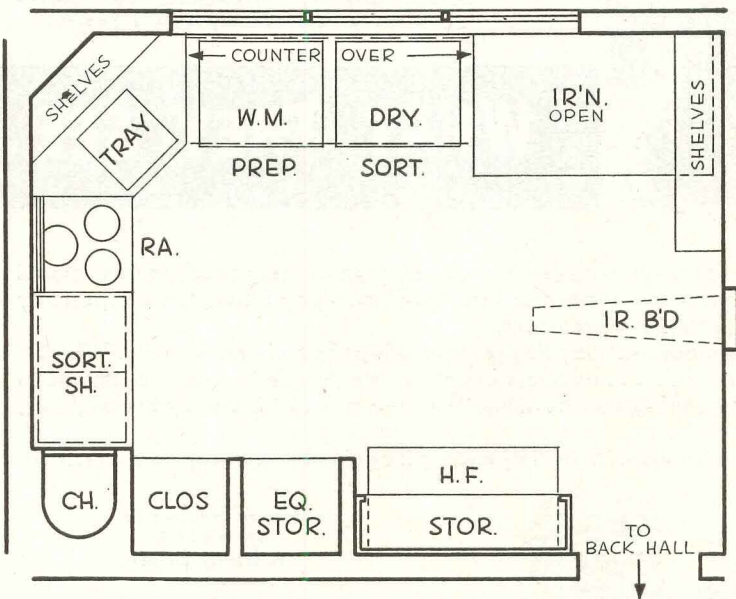 SHELVES
TRAY
COUNTER OVER
W.M.
DRY.
PREP.
SORT.
IR'N.
OPEN
SHELVES
RA.
IR. B'D
SORT.
SH.
CH.
CLOS
EQ.
STOR.
H.F.
STOR.
TO
BACK HALL